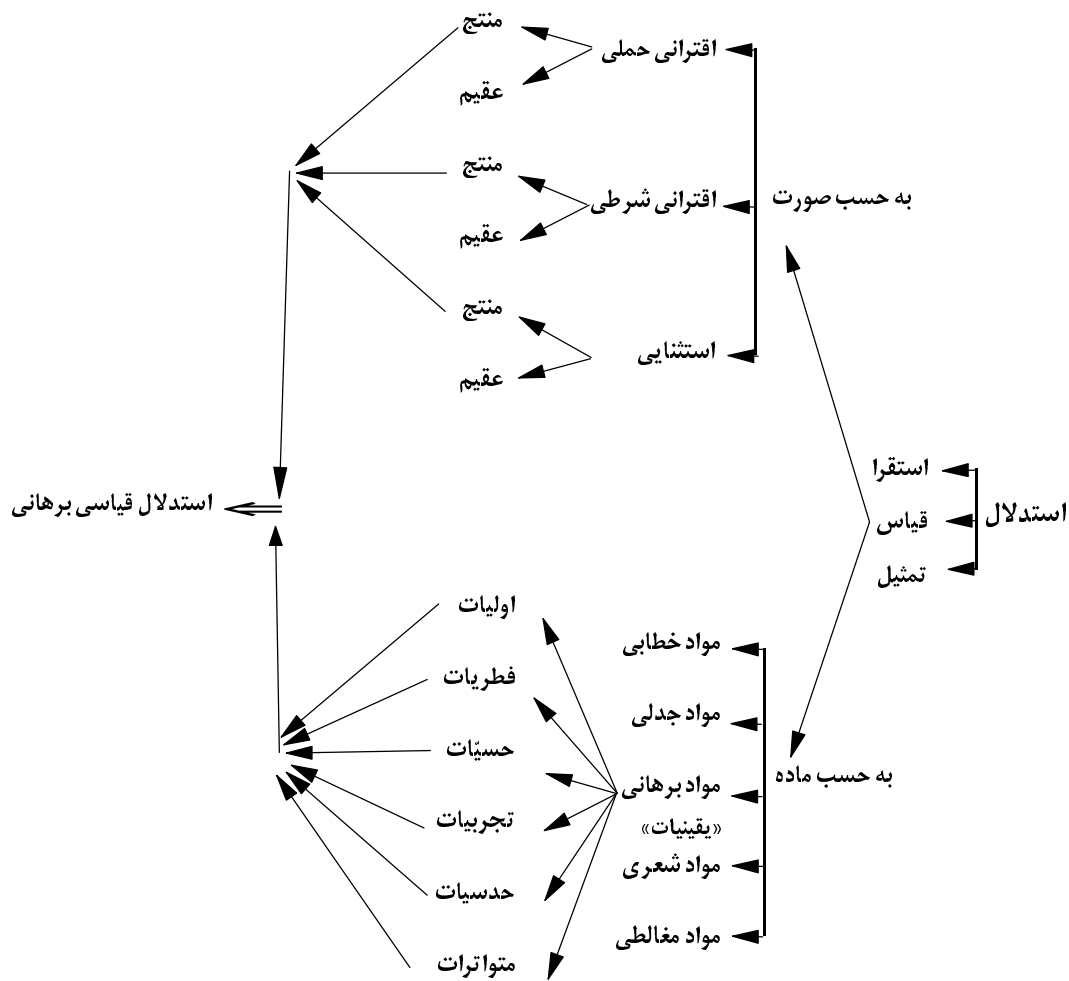 استدلال
استقرا
قیاس
تمثیل
به حسب صورت
اقترانی حملی
منتج
عقیم
اقترانی شرطی
منتج
عقیم
استثنایی
منتج
عقیم
به حسب ماده
مواد خطابی
مواد جدلی
مواد برهانی
«یقینیات»
مواد شعری
مواد مغالطی
اولیات
فطریات
حسیّات
تجربیات
حدسیات
متواترات
استدلال قیاسی برهانی